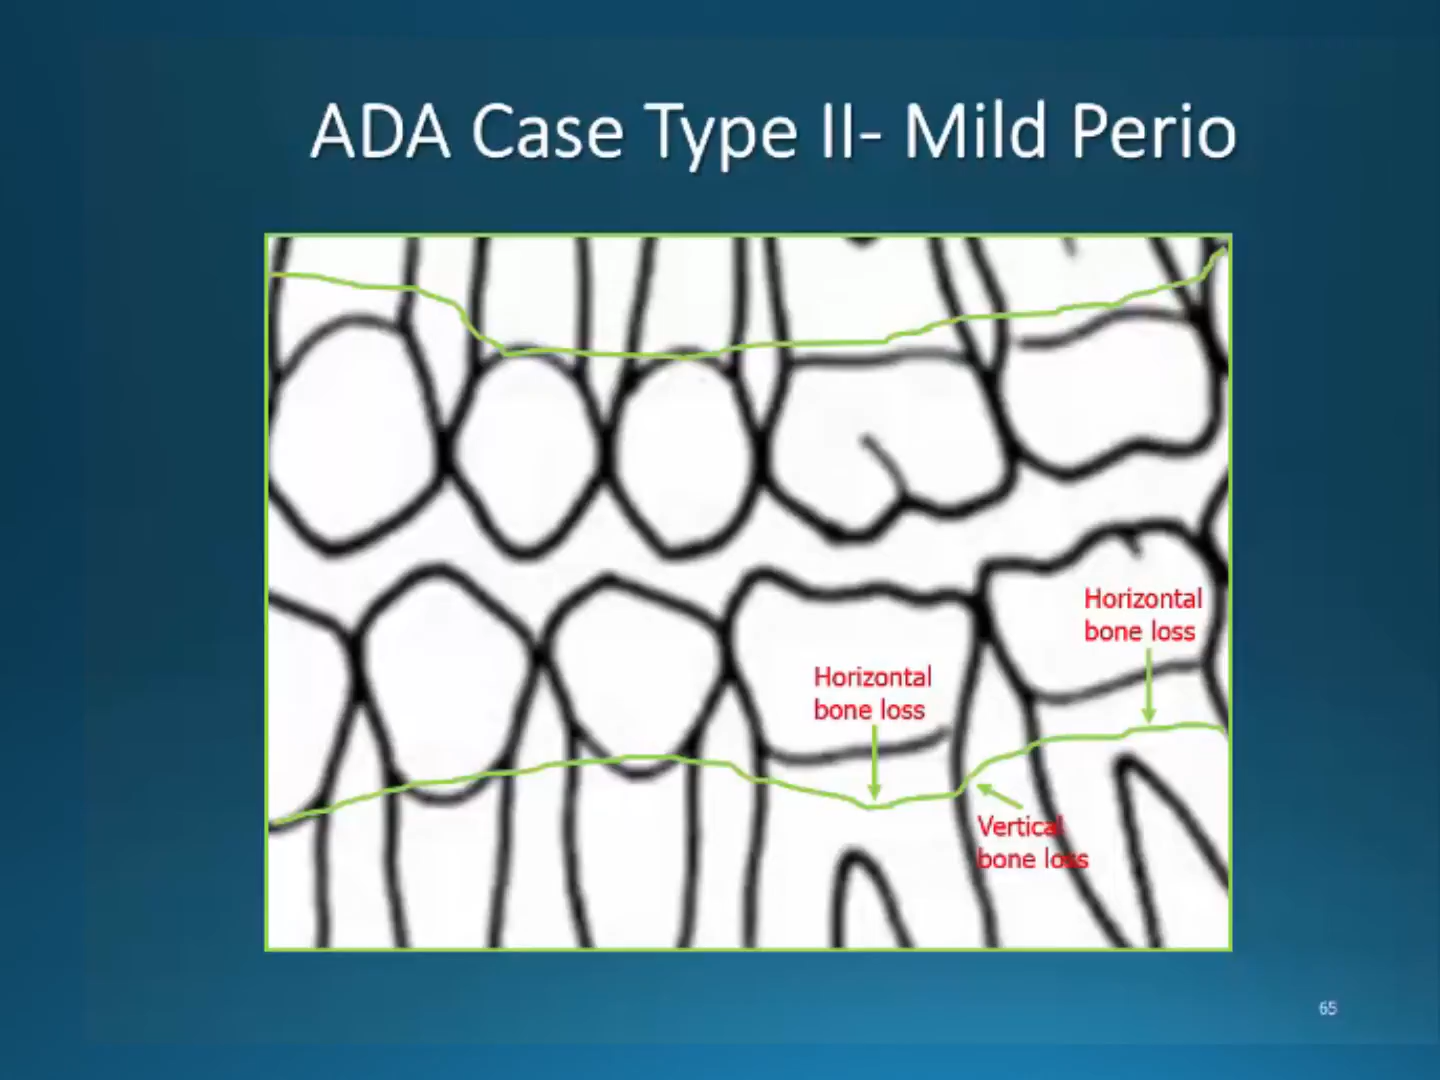 ADA Case Type II- Mild Perio
Horizontal
bone loss
Horizontal
bone loss
Vertical
bone loss
65